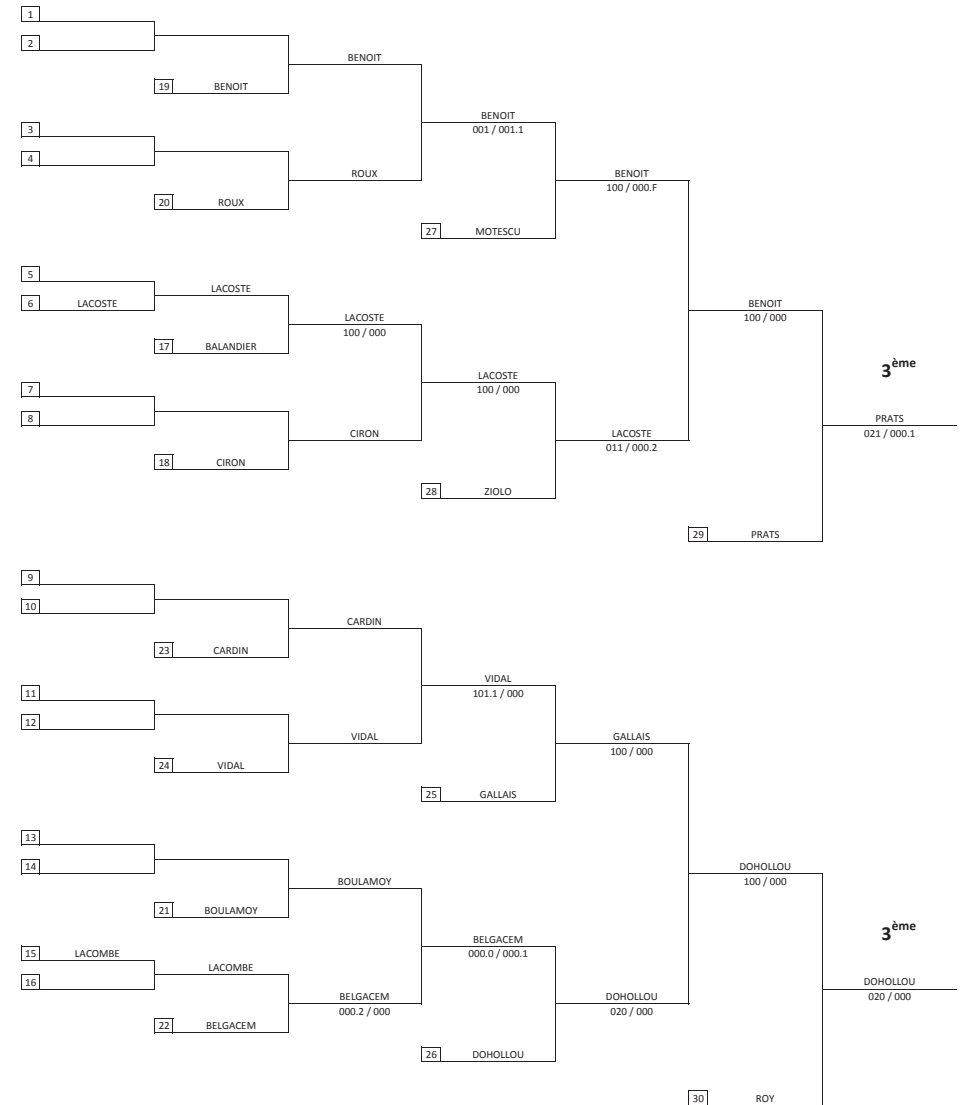 1
BENOIT
2
19 BENOIT
BENOIT
001 / 001.1
3
4
ROUX
BENOIT
100 / 000.F
20 ROUX
27 MOTESCU
5
LACOSTE
6 LACOSTE
BENOIT
100 / 000
LACOSTE
100 / 000
17 BALANDIER
3ème
LACOSTE
100 / 000
7
8
PRATS
021 / 000.1
CIRON
LACOSTE
011 / 000.2
18 CIRON
28 ZIOLO
29 PRATS
9
10
CARDIN
23 CARDIN
VIDAL
101.1 / 000
11
12
VIDAL
GALLAIS
100 / 000
24 VIDAL
25 GALLAIS
13
14
DOHOLLOU
100 / 000
BOULAMOY
21 BOULAMOY
3ème
BELGACEM
000.0 / 000.1
15 LACOMBE
LACOMBE
16
DOHOLLOU
020 / 000
BELGACEM
000.2 / 000
DOHOLLOU
020 / 000
22 BELGACEM
26 DOHOLLOU
30 ROY